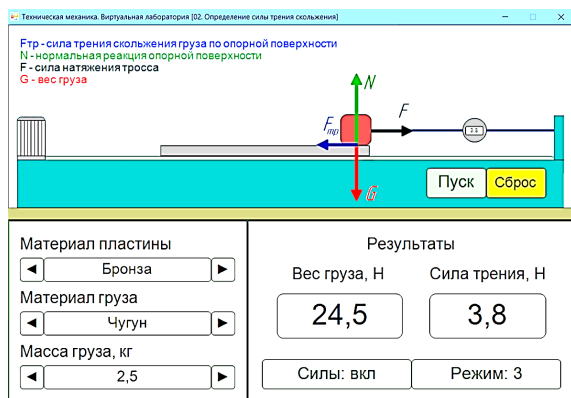 Техническая механика. Виртуальная лаборатория [02. Определение силы трения скольжения]
Fтр - сила трения скольжения груза по опорной поверхности
N - нормальная реакция опорной поверхности
F - сила натяжения тросса
G - вес груза
N
F
Fтр
3.8
G
Пуск
Сброс
Материал пластины
◄ Бронза ►
Материал груза
◄ Чугун ►
Масса груза, кг
◄ 2,5 ►
Результаты
Вес груза, Н
Сила трения, Н
24,5
3,8
Силы: вкл
Режим: 3